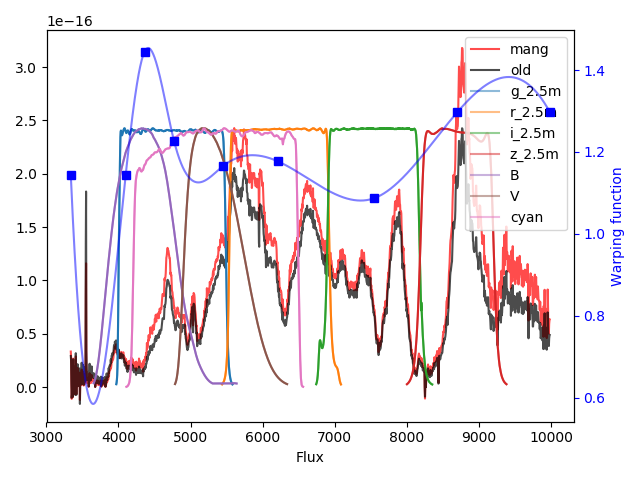 1e−16
3.0
2.5
2.0
1.5
1.0
0.5
0.0
mang
old
g_2.5m
r_2.5m
i_2.5m
z_2.5m
B
V
cyan
1.4
1.2
1.0
0.8
0.6
Warping function
3000 4000 5000 6000 7000 8000 9000 10000
Flux